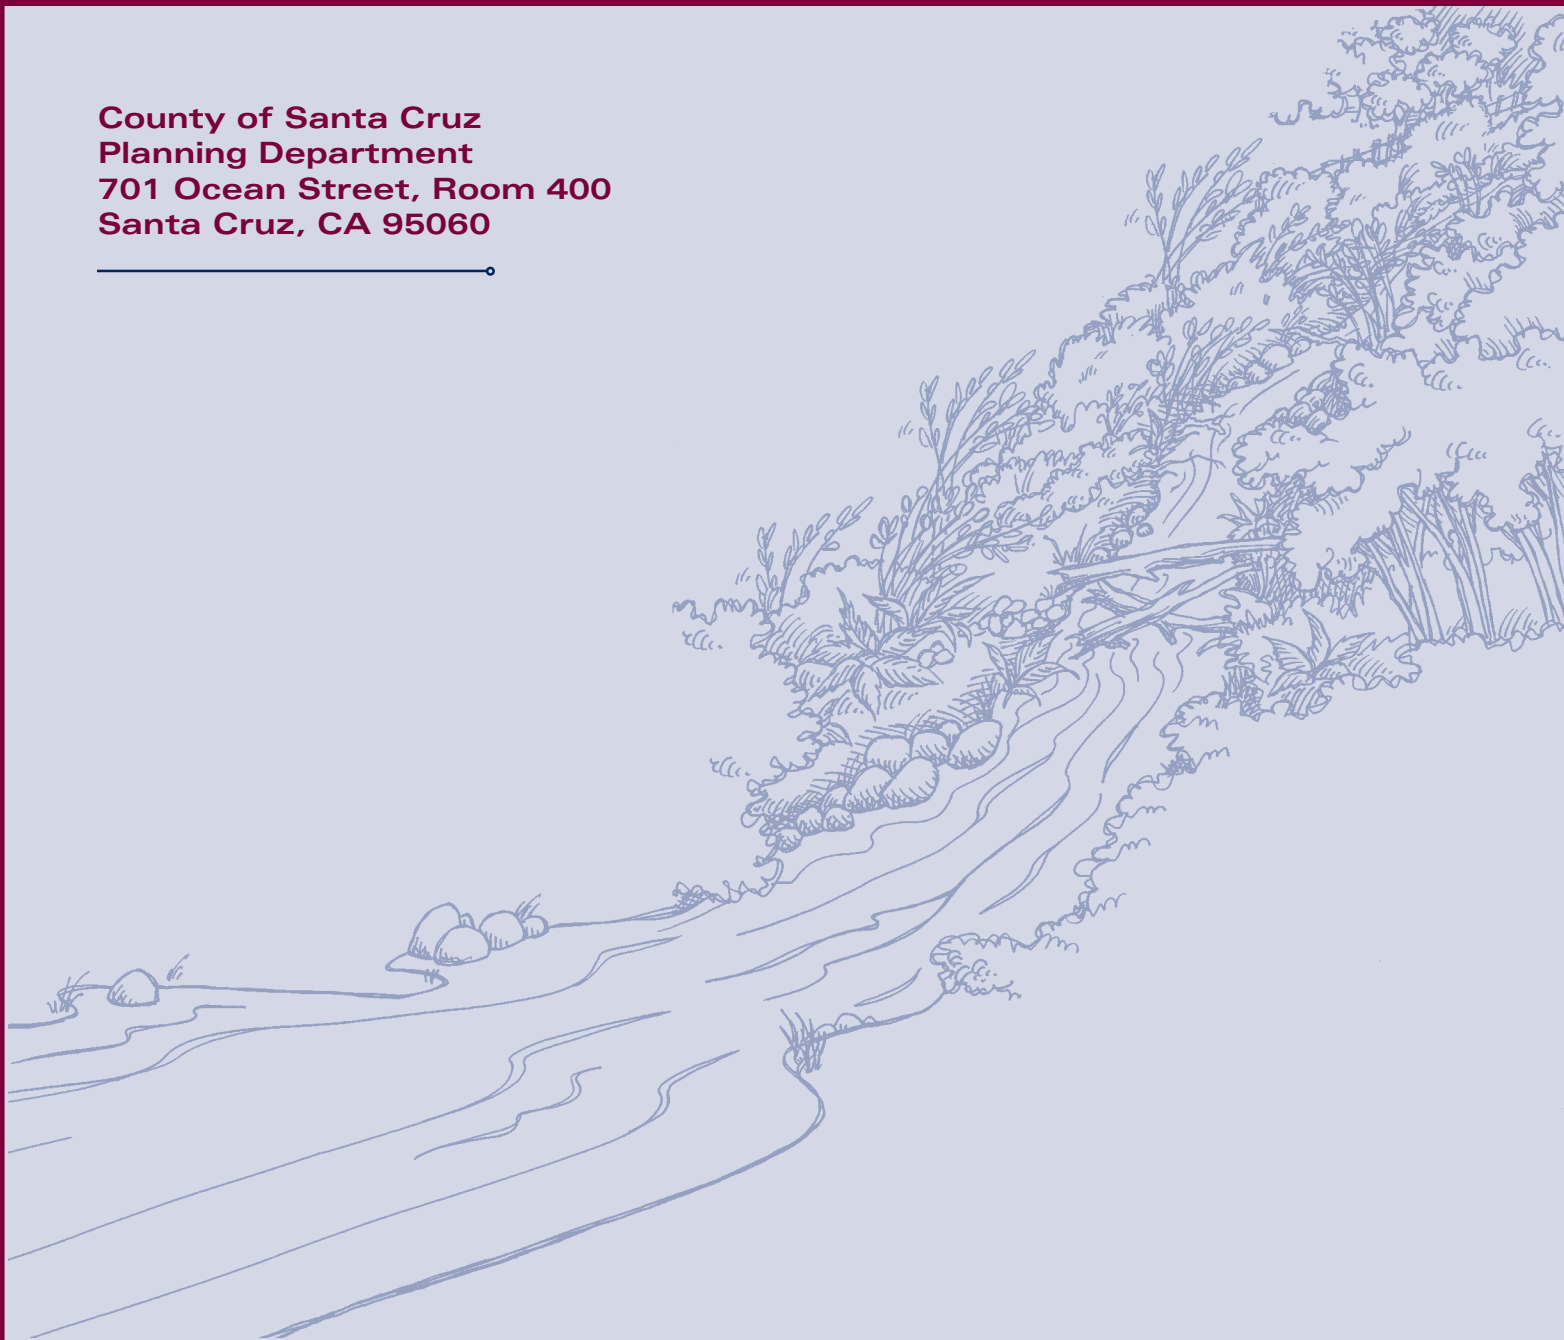 County of Santa Cruz
Planning Department
701 Ocean Street, Room 400
Santa Cruz, CA 95060